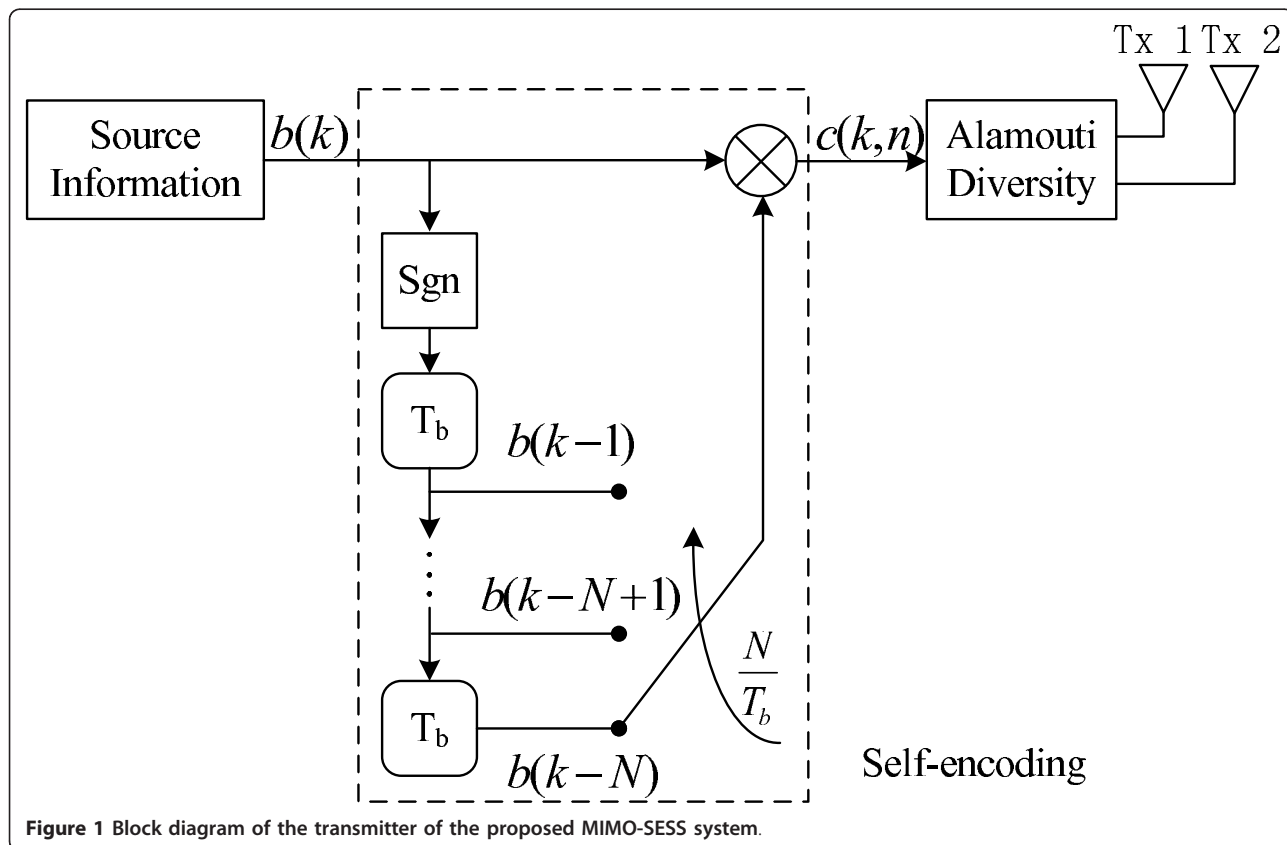 Tx 1 Tx 2
Source
Information
b(k)
c(k,n)
Alamouti
Diversity
Sgn
T_b
b(k-1)
⋮
b(k-N+1)
N
T_b
T_b
b(k-N)
Self-encoding
Figure 1 Block diagram of the transmitter of the proposed MIMO-SESS system.